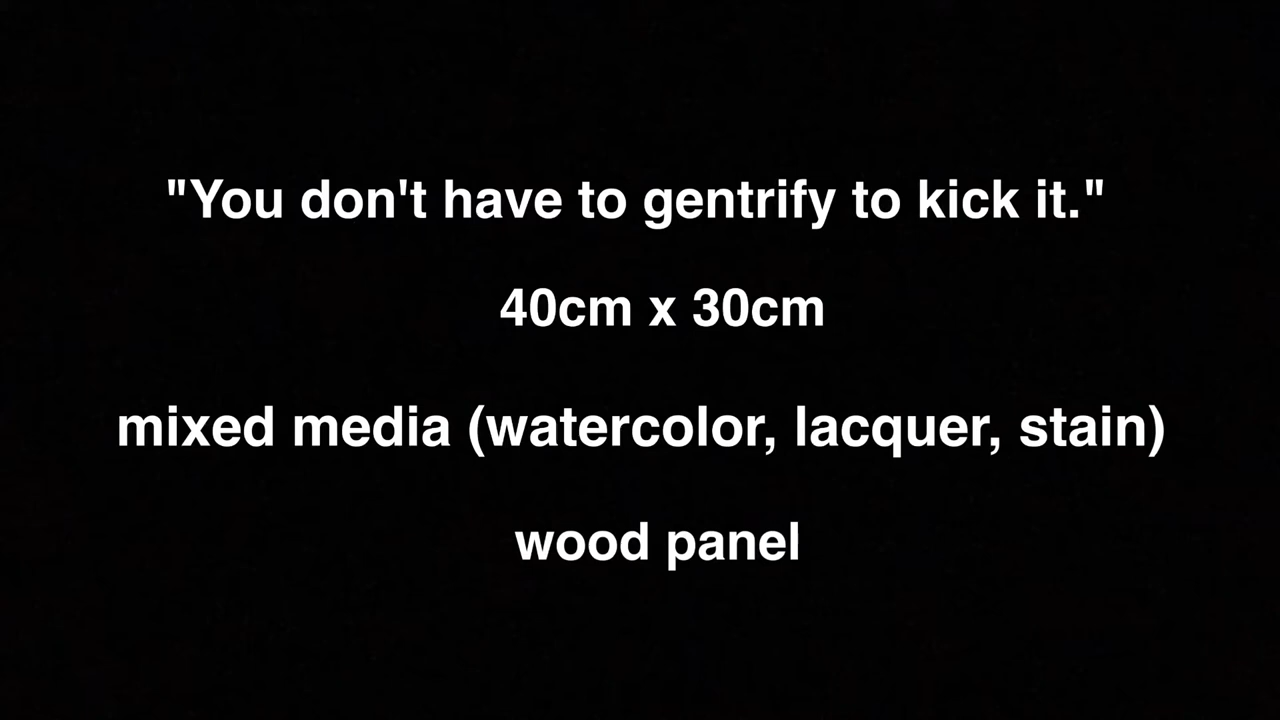 "You don't have to gentrify to kick it."
40cm x 30cm
mixed media (watercolor, lacquer, stain)
wood panel